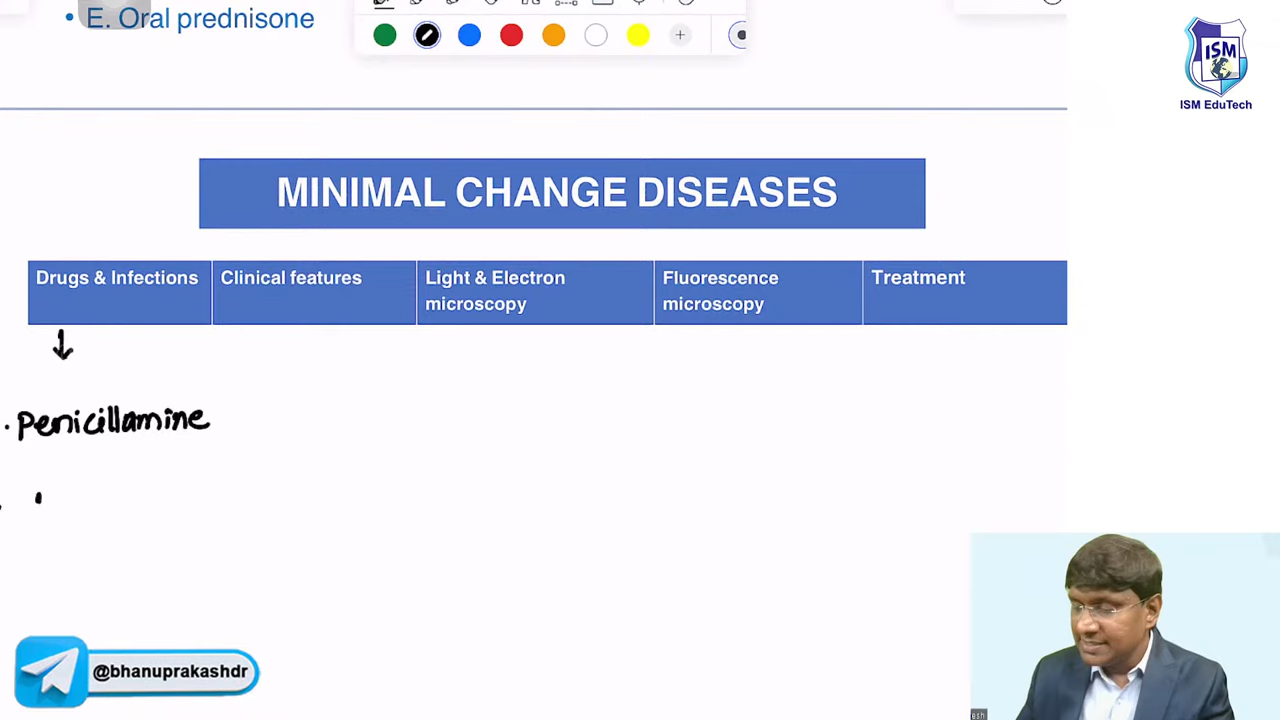 • E. Oral prednisone
ISM
ISM EduTech
MINIMAL CHANGE DISEASES
Drugs & Infections
Clinical features
Light & Electron
microscopy
Fluorescence
microscopy
Treatment
. Penicillamine
@bhanuprakashdr
esh